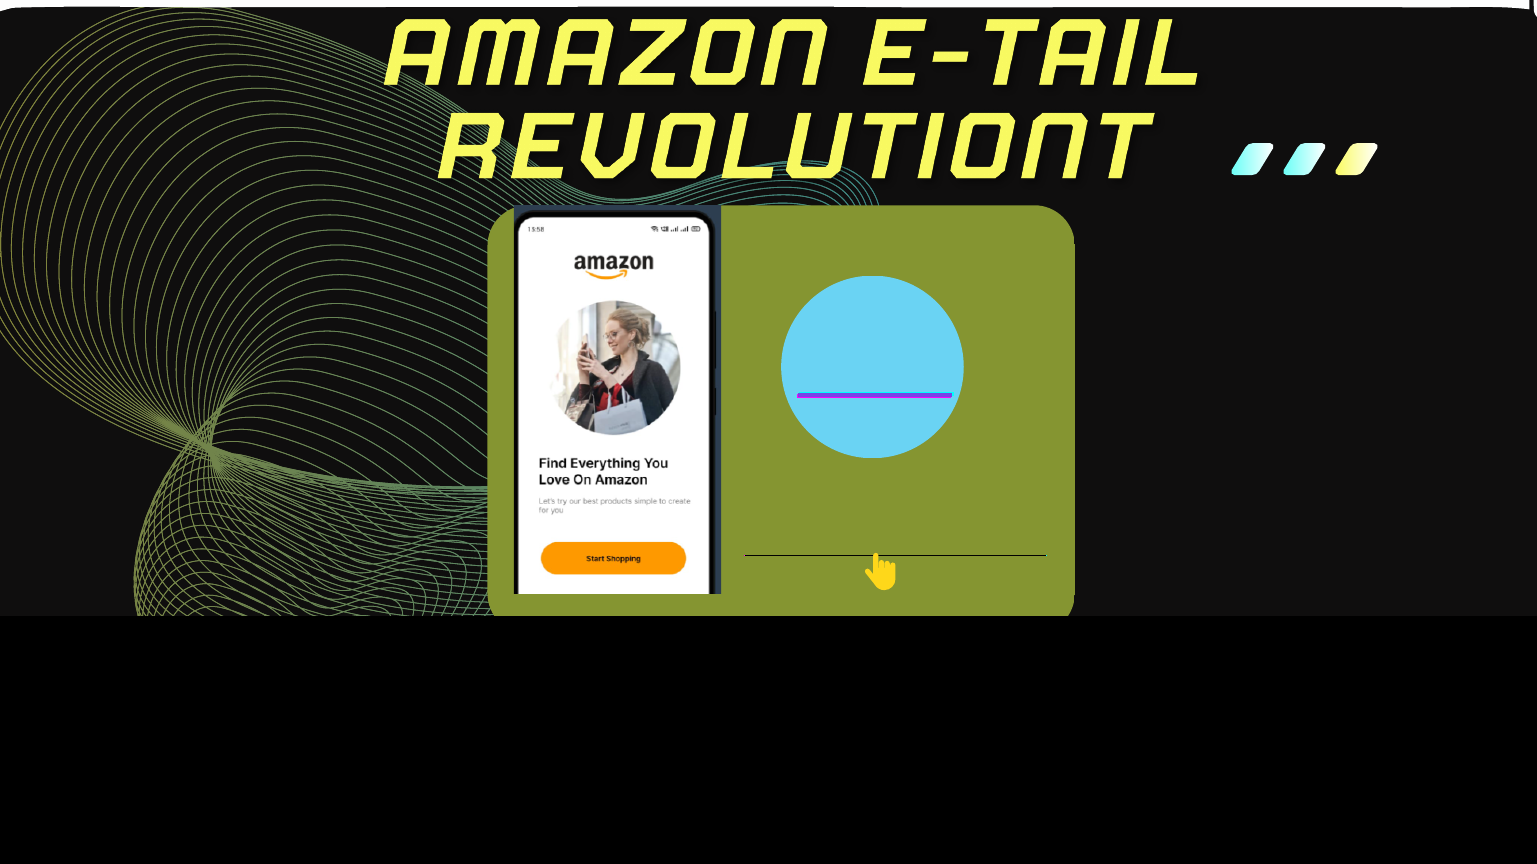 AMAZON E-TAIL
REVOLUTIONT
13:58
amazon
Find Everything You
Love On Amazon
Let's try our best products simple to create
for you
Start Shopping